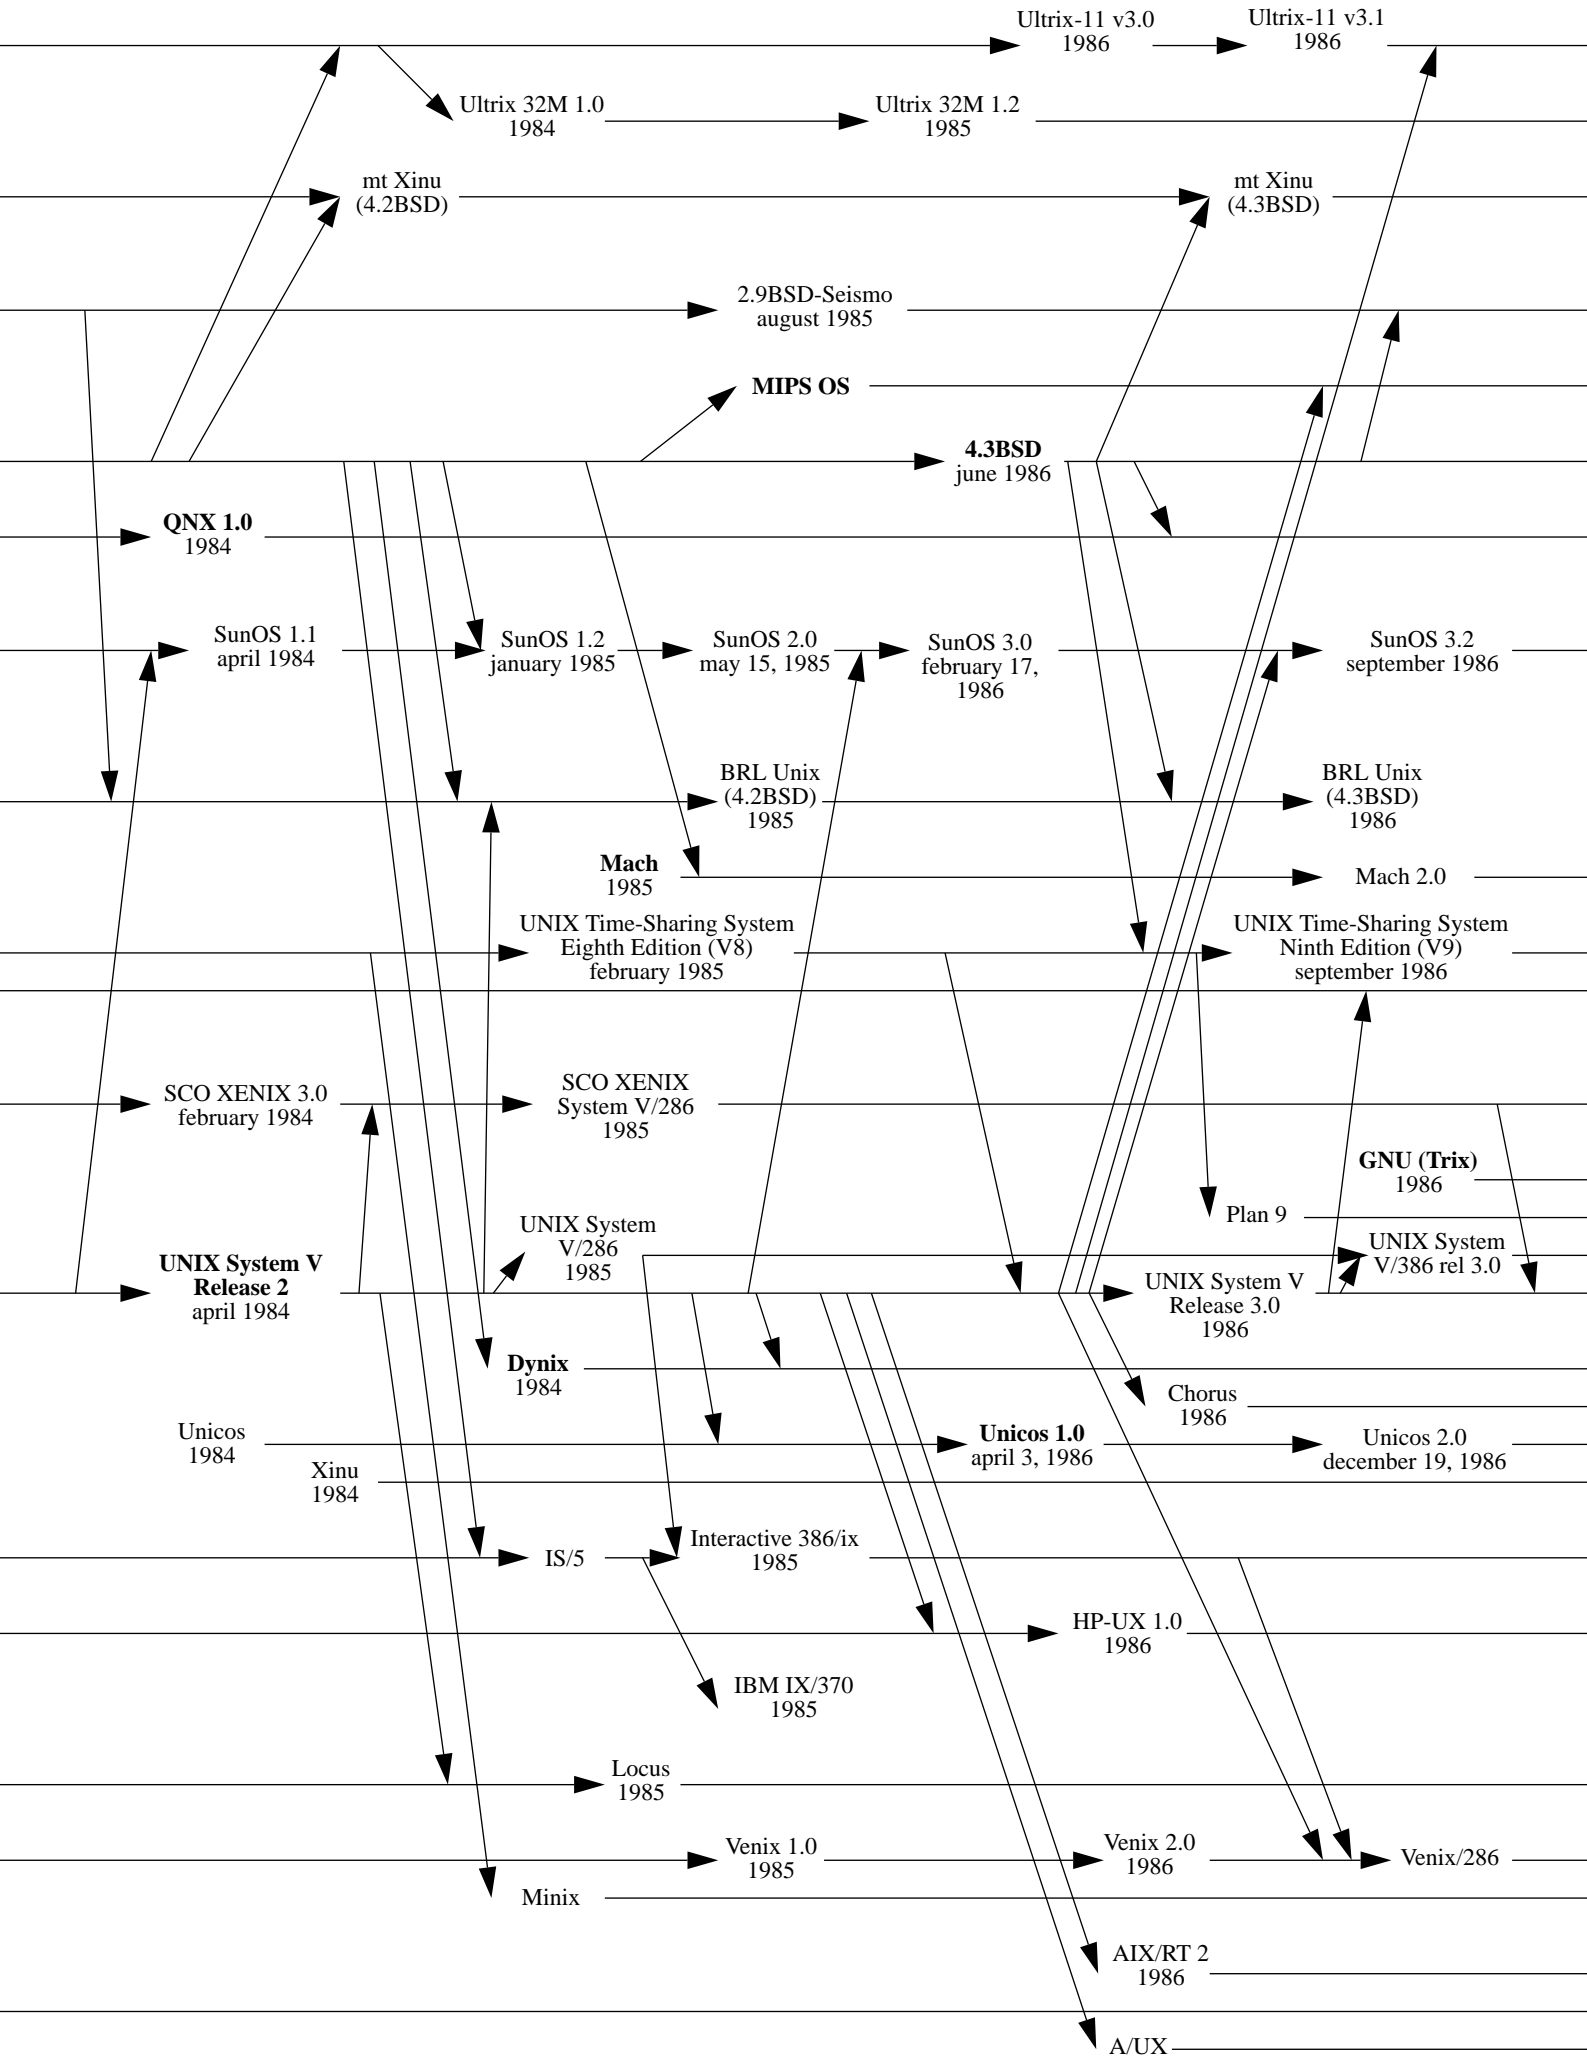 Ultrix-11 v3.0
1986
Ultrix-11 v3.1
1986
Ultrix 32M 1.0
1984
Ultrix 32M 1.2
1985
mt Xinu
(4.2BSD)
mt Xinu
(4.3BSD)
2.9BSD-Seismo
august 1985
MIPS OS
4.3BSD
june 1986
QNX 1.0
1984
SunOS 1.1
april 1984
SunOS 1.2
january 1985
SunOS 2.0
may 15, 1985
SunOS 3.0
february 17,
1986
SunOS 3.2
september 1986
BRL Unix
(4.2BSD)
1985
BRL Unix
(4.3BSD)
1986
Mach
1985
Mach 2.0
UNIX Time-Sharing System
Eighth Edition (V8)
february 1985
UNIX Time-Sharing System
Ninth Edition (V9)
september 1986
SCO XENIX 3.0
february 1984
SCO XENIX
System V/286
1985
GNU (Trix)
1986
Plan 9
UNIX System V
Release 2
april 1984
UNIX System
V/286
1985
UNIX System V
Release 3.0
1986
UNIX System
V/386 rel 3.0
Dynix
1984
Chorus
1986
Unicos
1984
Unicos 1.0
april 3, 1986
Unicos 2.0
december 19, 1986
Xinu
1984
IS/5
Interactive 386/ix
1985
HP-UX 1.0
1986
IBM IX/370
1985
Locus
1985
Venix 1.0
1985
Venix 2.0
1986
Venix/286
Minix
AIX/RT 2
1986
A/UX